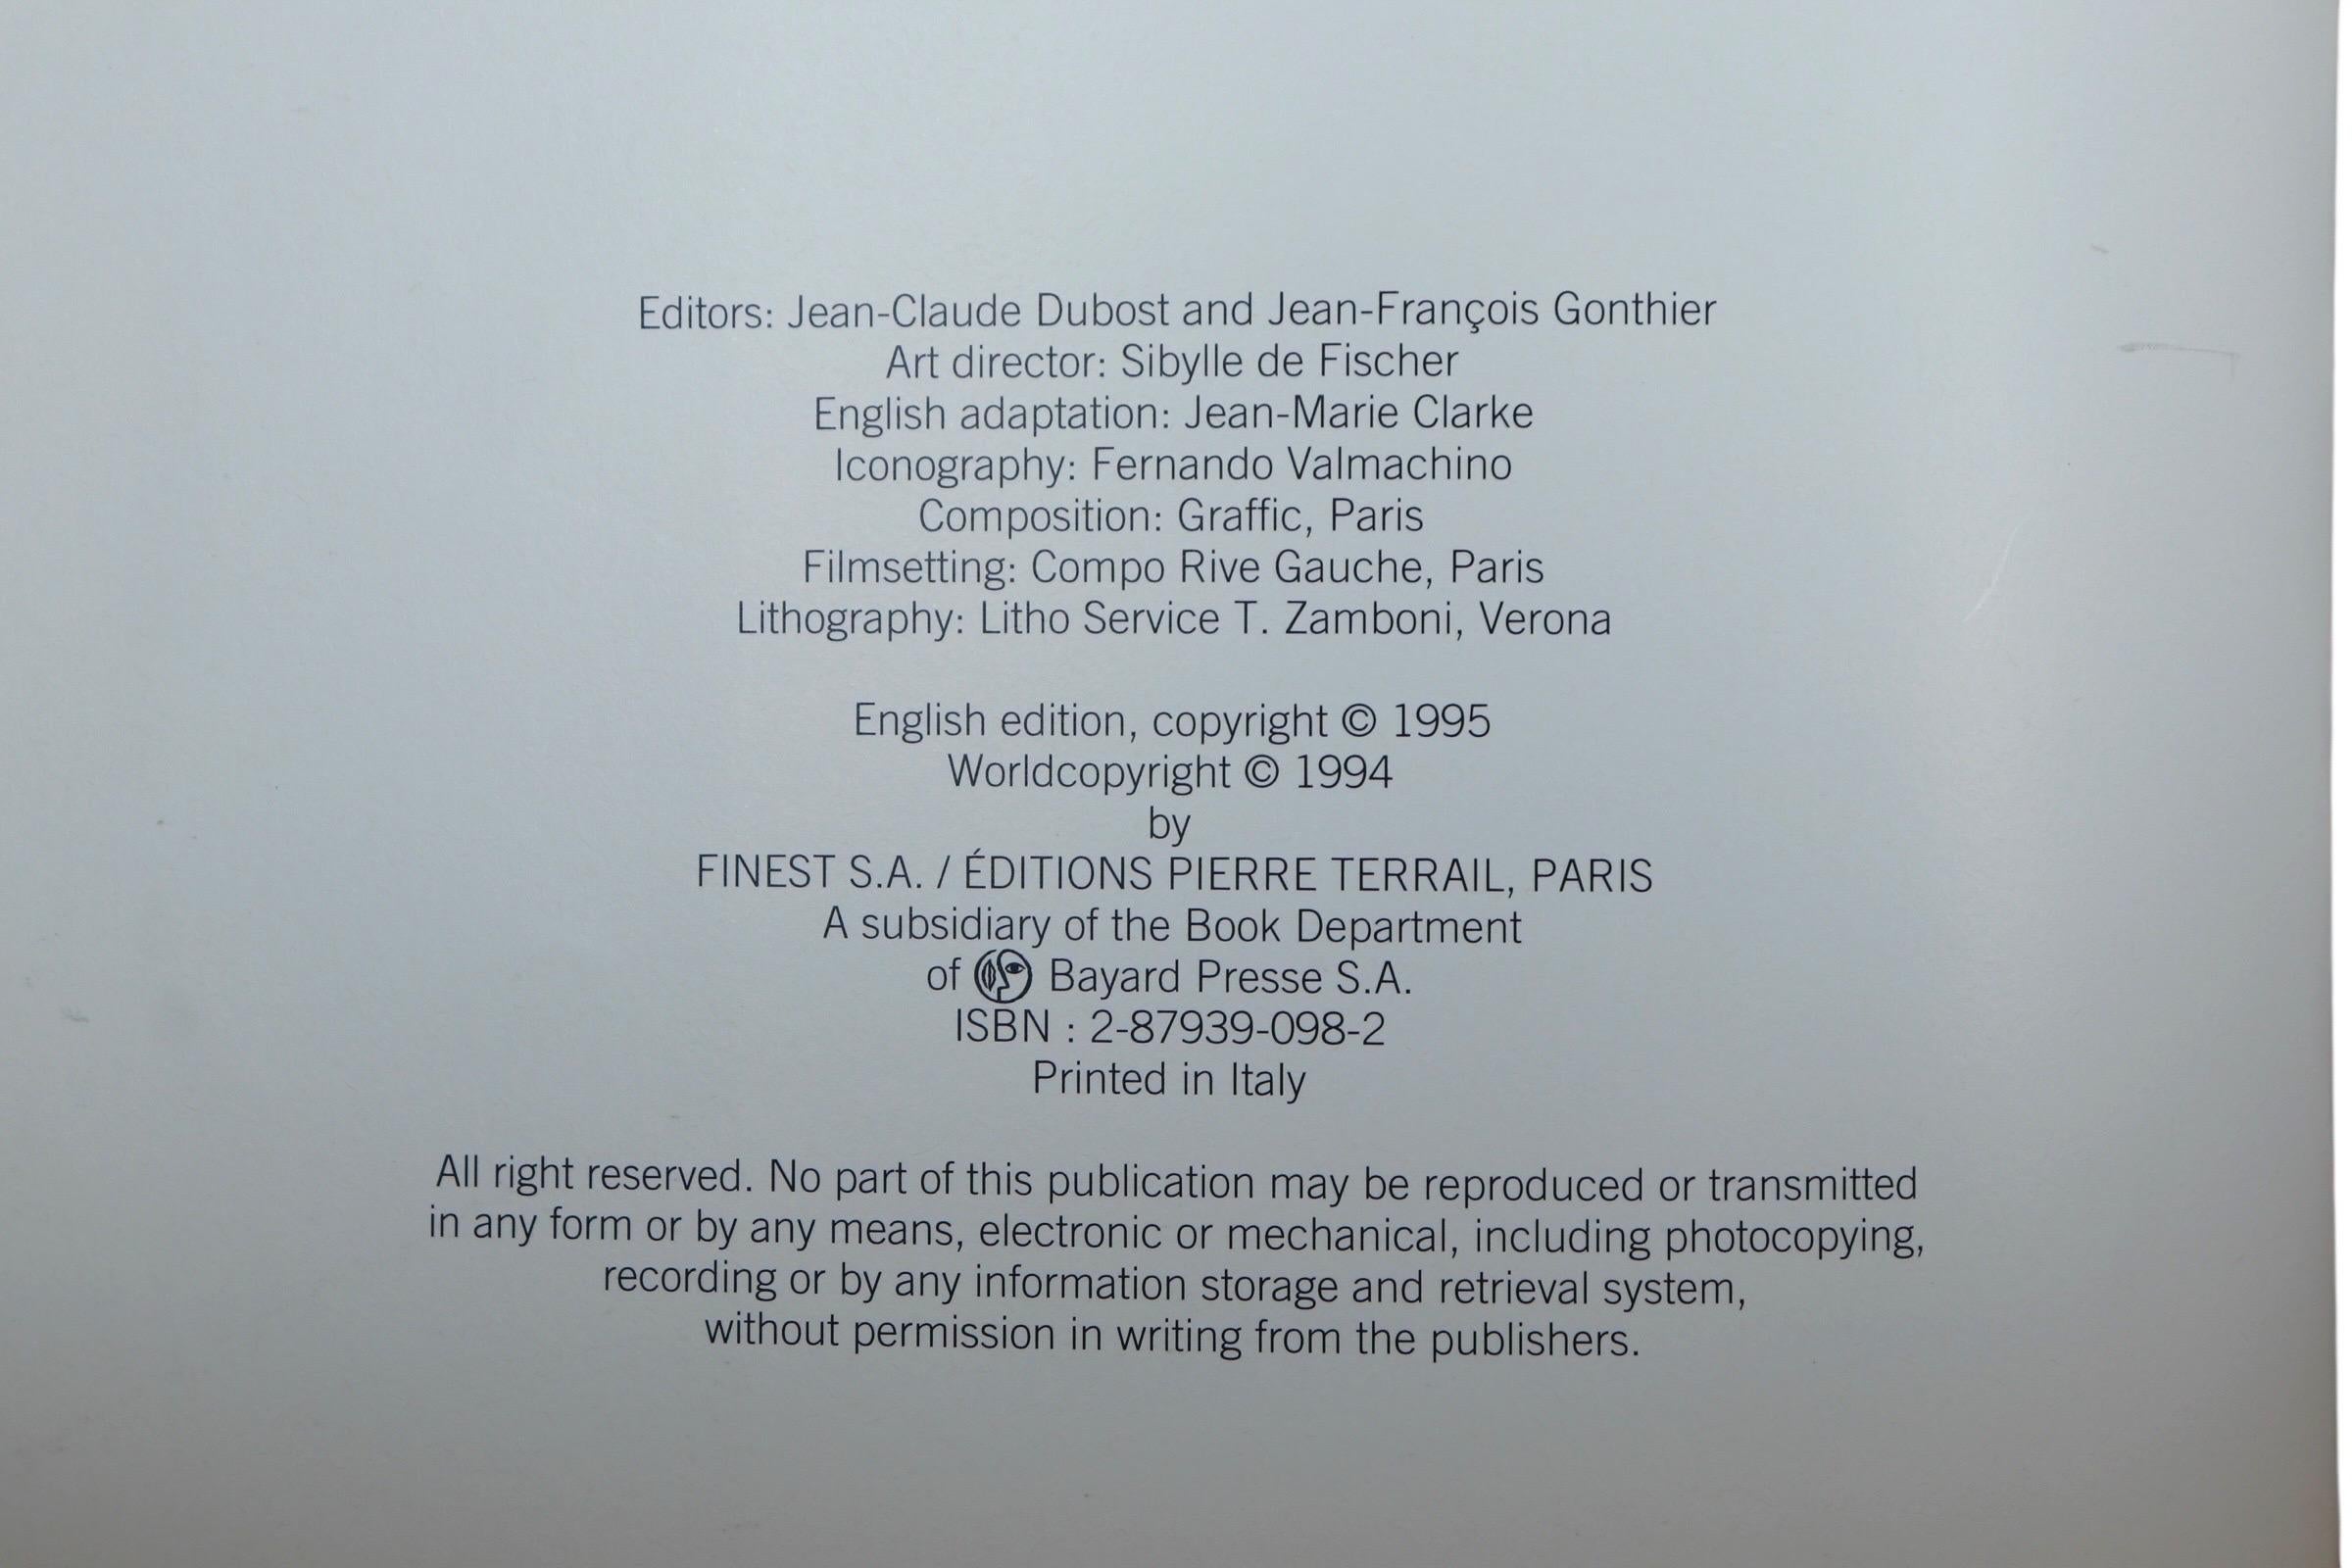 Editors: Jean-Claude Dubost and Jean-François Gonthier
Art director: Sibylle de Fischer
English adaptation: Jean-Marie Clarke
Iconography: Fernando Valmachino
Composition: Graffic, Paris
Filmsetting: Compo Rive Gauche, Paris
Lithography: Litho Service T. Zamboni, Verona
English edition, copyright © 1995
Worldcopyright © 1994
by
FINEST S.A. / ÉDITIONS PIERRE TERRAIL, PARIS
A subsidiary of the Book Department
of Bayard Presse S.A.
ISBN : 2-87939-098-2
Printed in Italy
All right reserved. No part of this publication may be reproduced or transmitted
in any form or by any means, electronic or mechanical, including photocopying,
recording or by any information storage and retrieval system,
without permission in writing from the publishers.